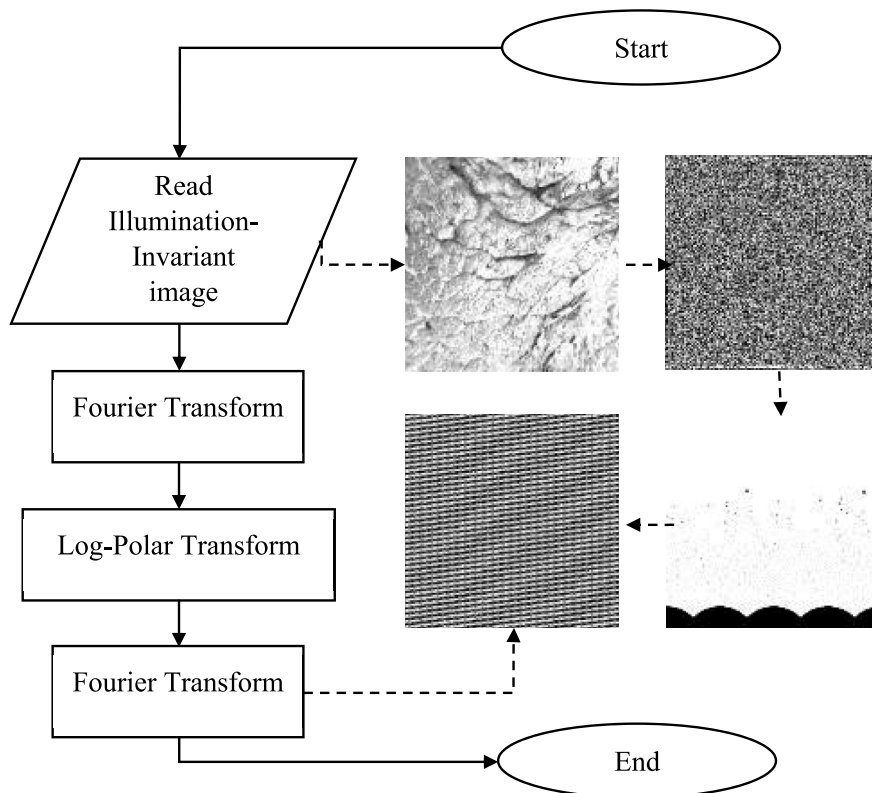 Start
Read
Illumination-
Invariant
image
Fourier Transform
Log-Polar Transform
Fourier Transform
End